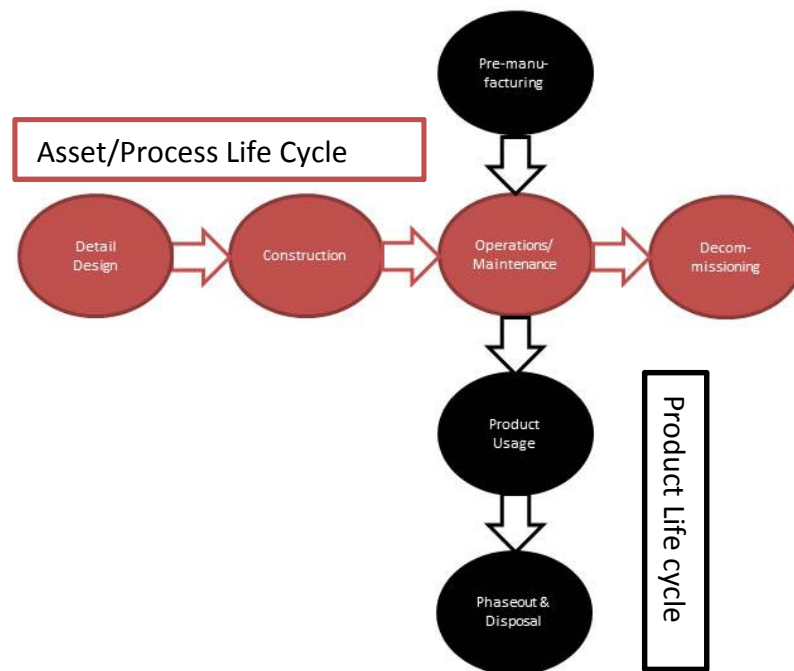 Pre-manu-
facturing
Asset/Process Life Cycle
Detail
Design
Construction
Operations/
Maintenance
Decom-
missioning
Product
Usage
Product Life cycle
Phaseout &
Disposal